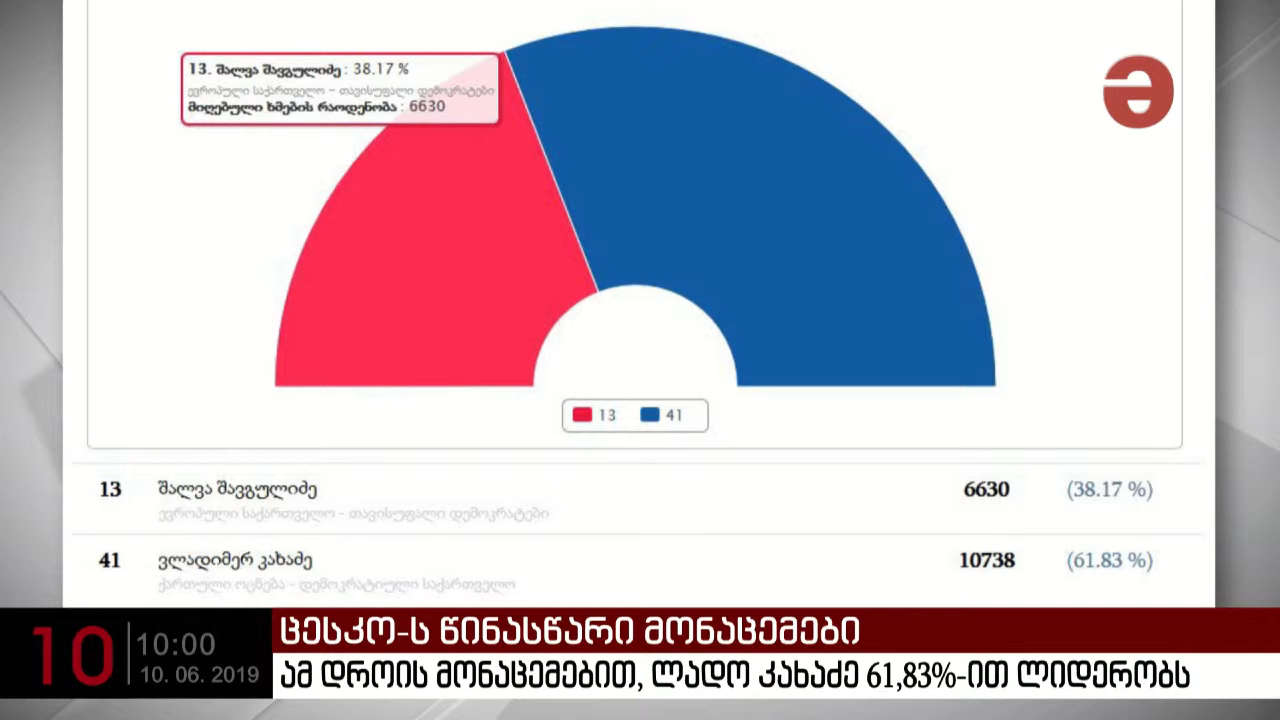 13. შალვა შავგულიძე : 38.17 %
ევროპული საქართველო - თავისუფალი დემოკრატები
მიღებული ხმების რაოდენობა : 6630
ə
13 41
13 შალვა შავგულიძე 6630 (38.17 %)
ევროპული საქართველო - თავისუფალი დემოკრატები
41 ვლადიმერ კახაძე 10738 (61.83 %)
ქართული ოცნება - დემოკრატიული საქართველო
10 10:00
10. 06. 2019
ცესკო-ს წინასწარი მონაცემები
ამ დროის მონაცემებით, ლადო კახაძე 61,83%-ით ლიდერობს